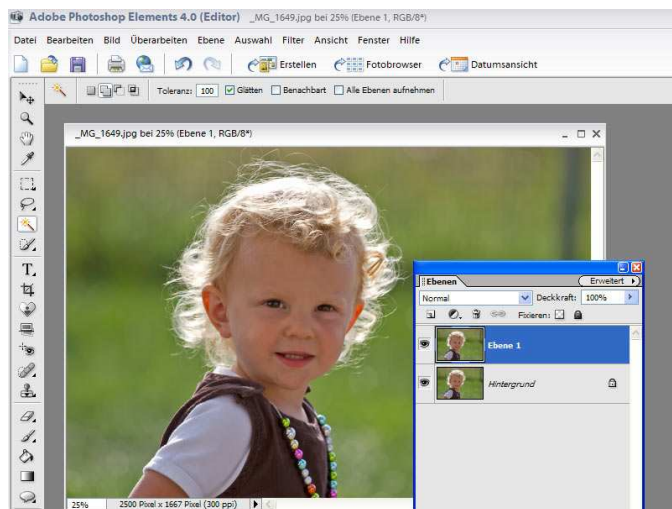 Adobe Photoshop Elements 4.0 (Editor) _MG_1649.jpg bei 25% (Ebene 1, RGB/8*)
Datei Bearbeiten Bild Überarbeiten Ebene Auswahl Filter Ansicht Fenster Hilfe
Erstellen Fotobrowser Datumsansicht
Toleranz: 100 Glätten Benachbart Alle Ebenen aufnehmen
_MG_1649.jpg bei 25% (Ebene 1, RGB/8*)
Ebenen Erweitert
Normal Deckkraft: 100%
Fixieren:
Ebene 1
Hintergrund
25% 2500 Pixel x 1667 Pixel (300 ppi)